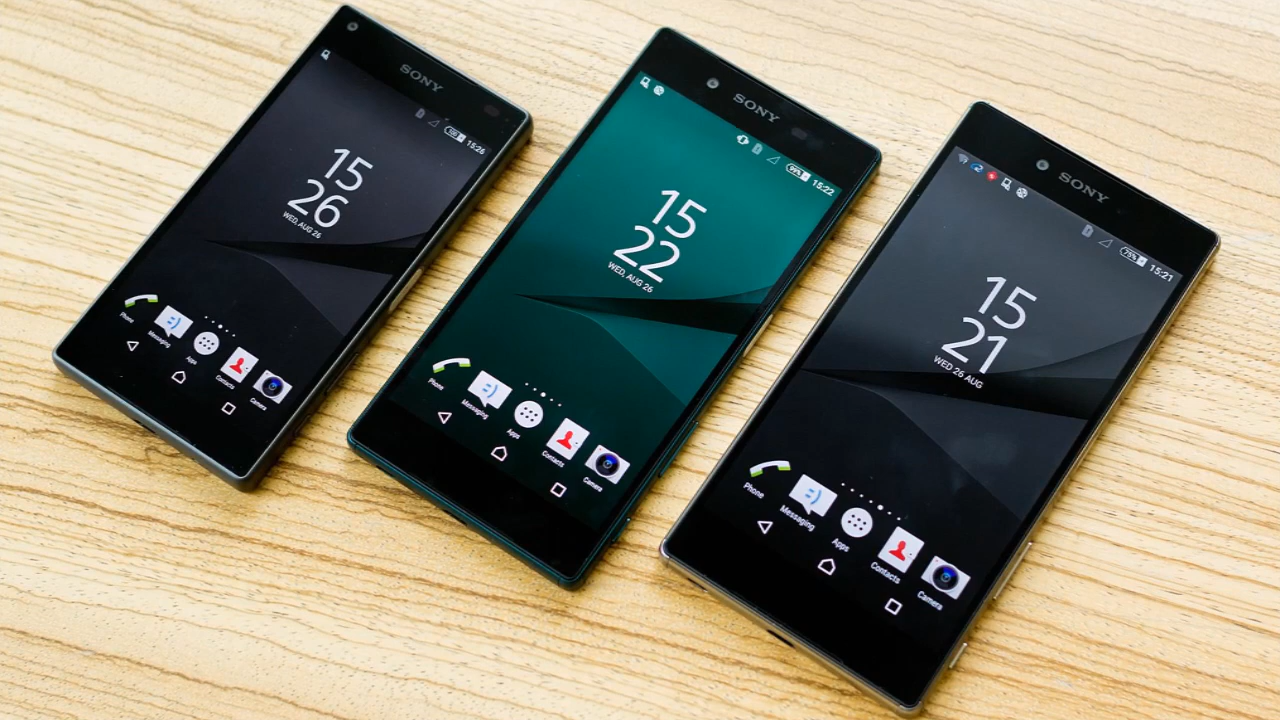 SONY
100 15:26
15
26
WED, AUG 26
Phone
Messaging
Apps
Contacts
Camera
SONY
99% 15:22
15
22
WED, AUG 26
Phone
Messaging
Apps
Contacts
Camera
SONY
75% 15:21
15
21
WED 26 AUG
Phone
Messaging
Apps
Contacts
Camera